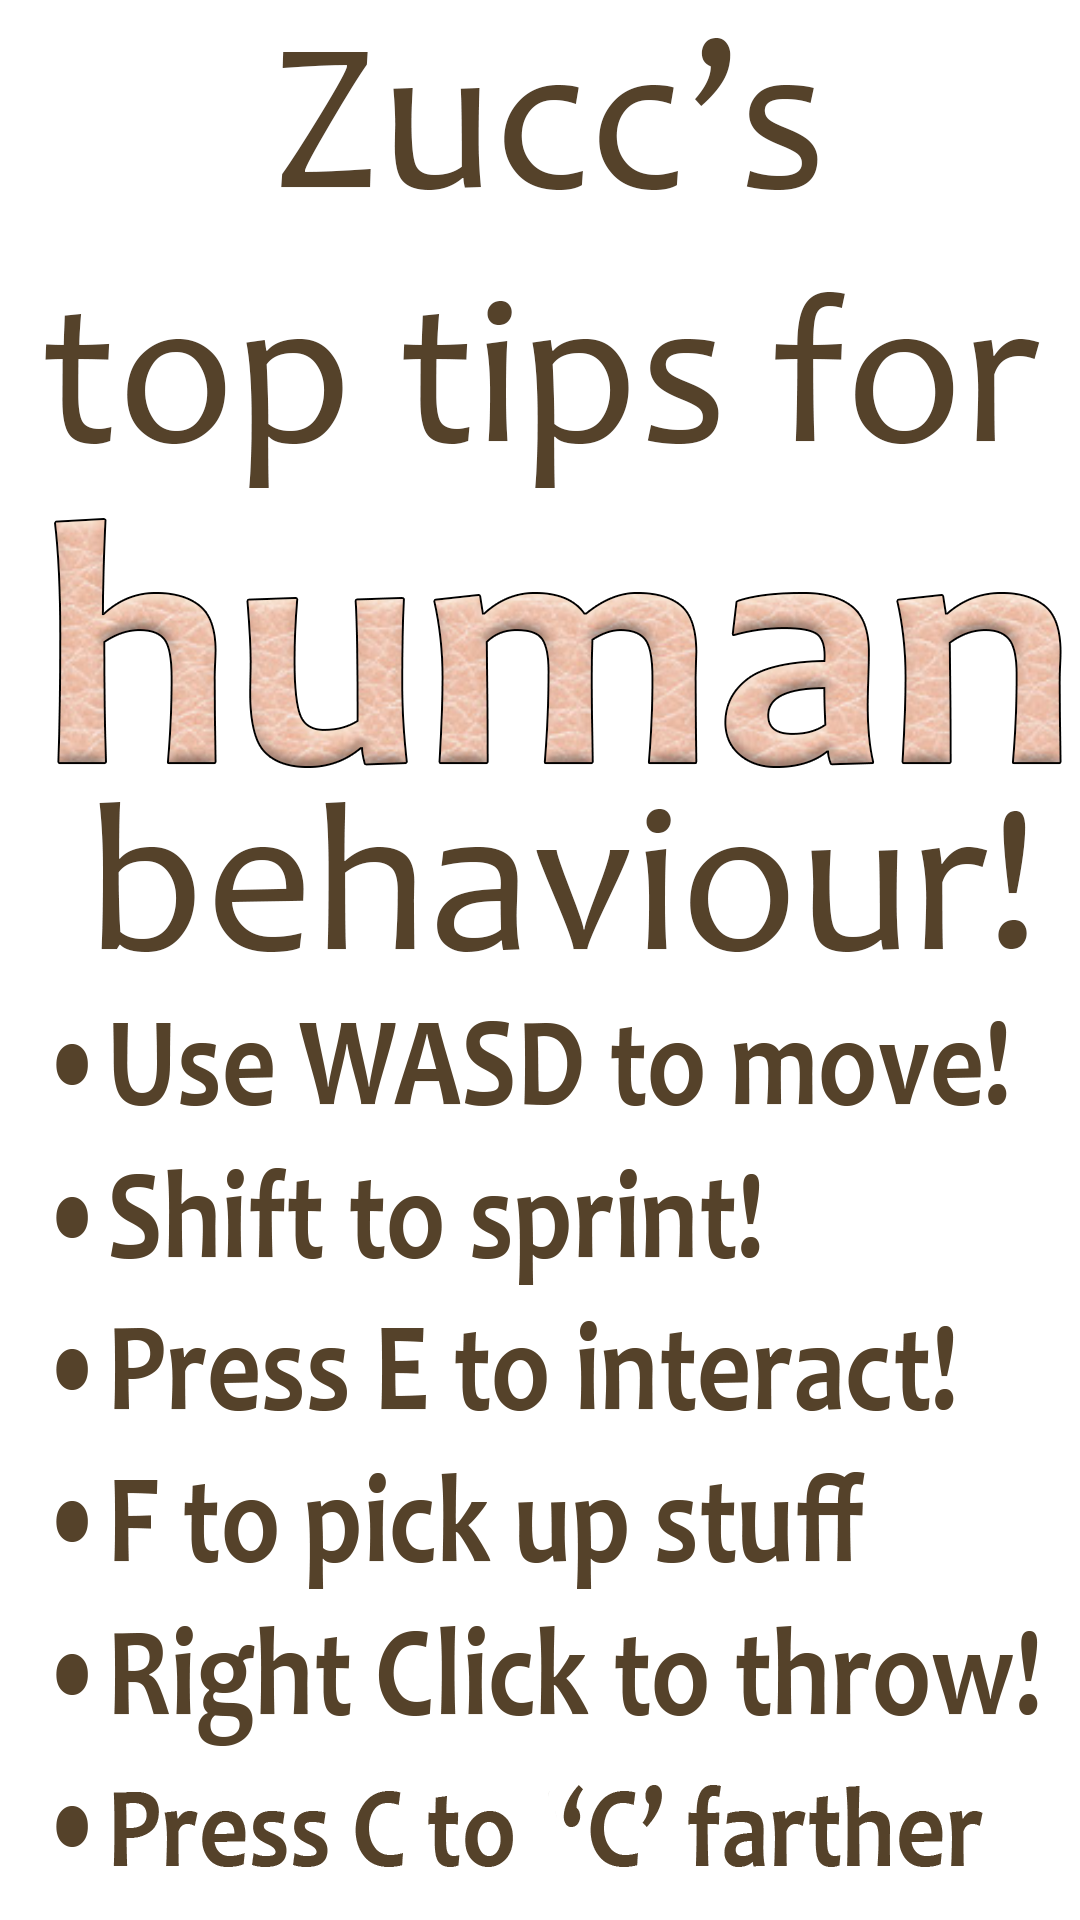 Zucc’s
top tips for
human
behaviour!
• Use WASD to move!
• Shift to sprint!
• Press E to interact!
• F to pick up stuff
• Right Click to throw!
• Press C to ‘C’ farther